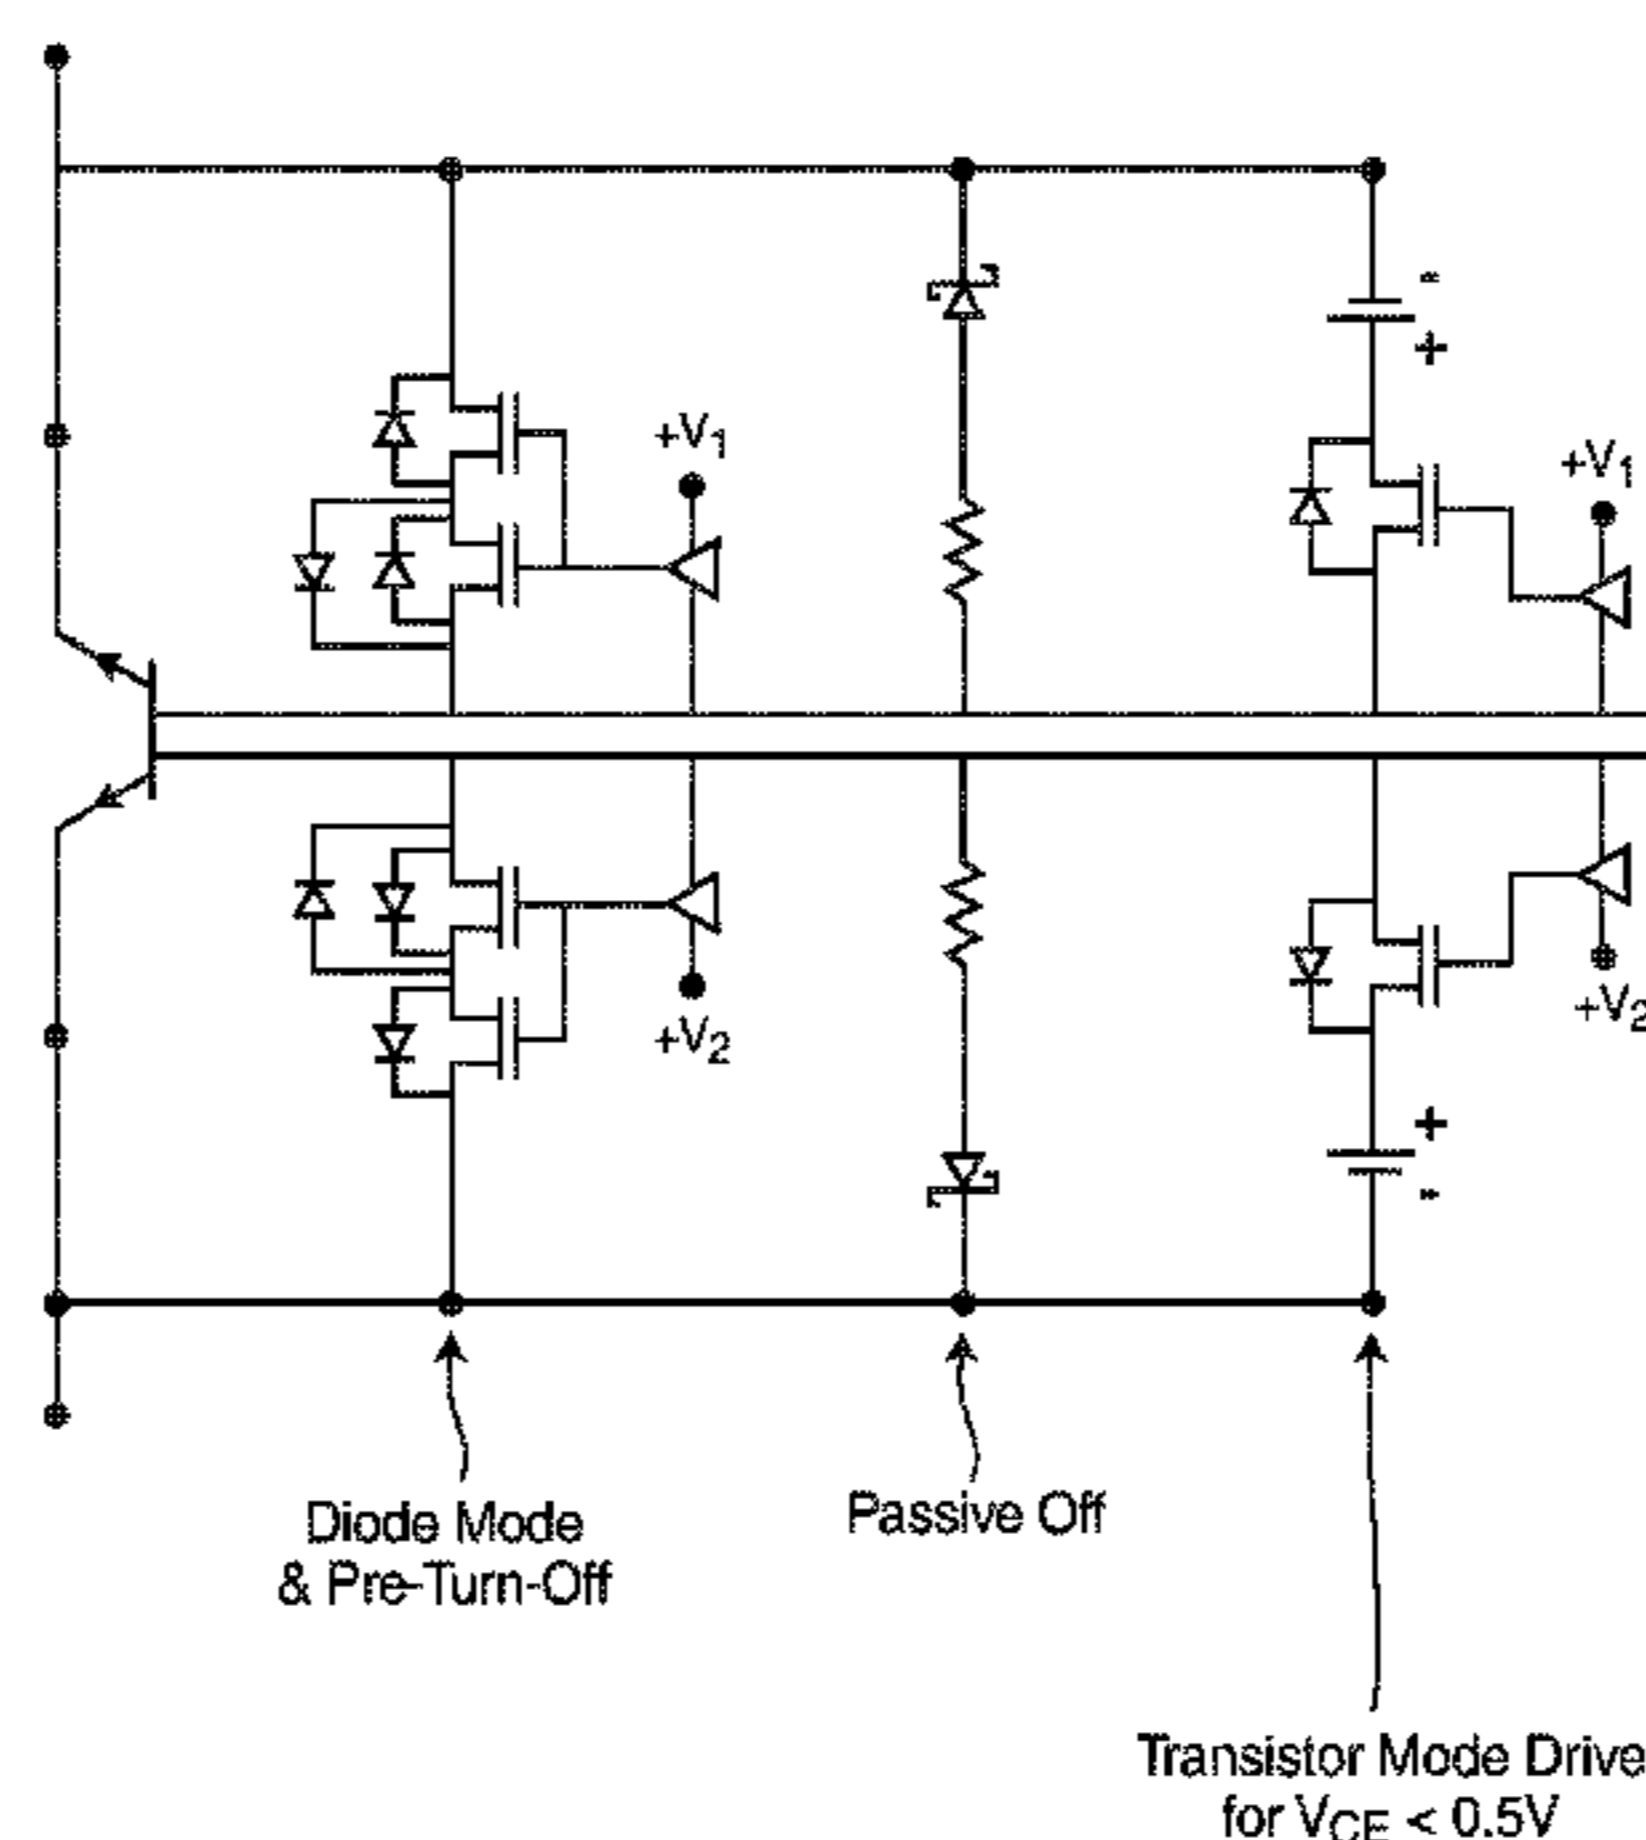 -
+
+V1
+V1
+V2
+V2
+
-
Diode Mode
& Pre-Turn-Off
Passive Off
Transistor Mode Drive
for VCE < 0.5V